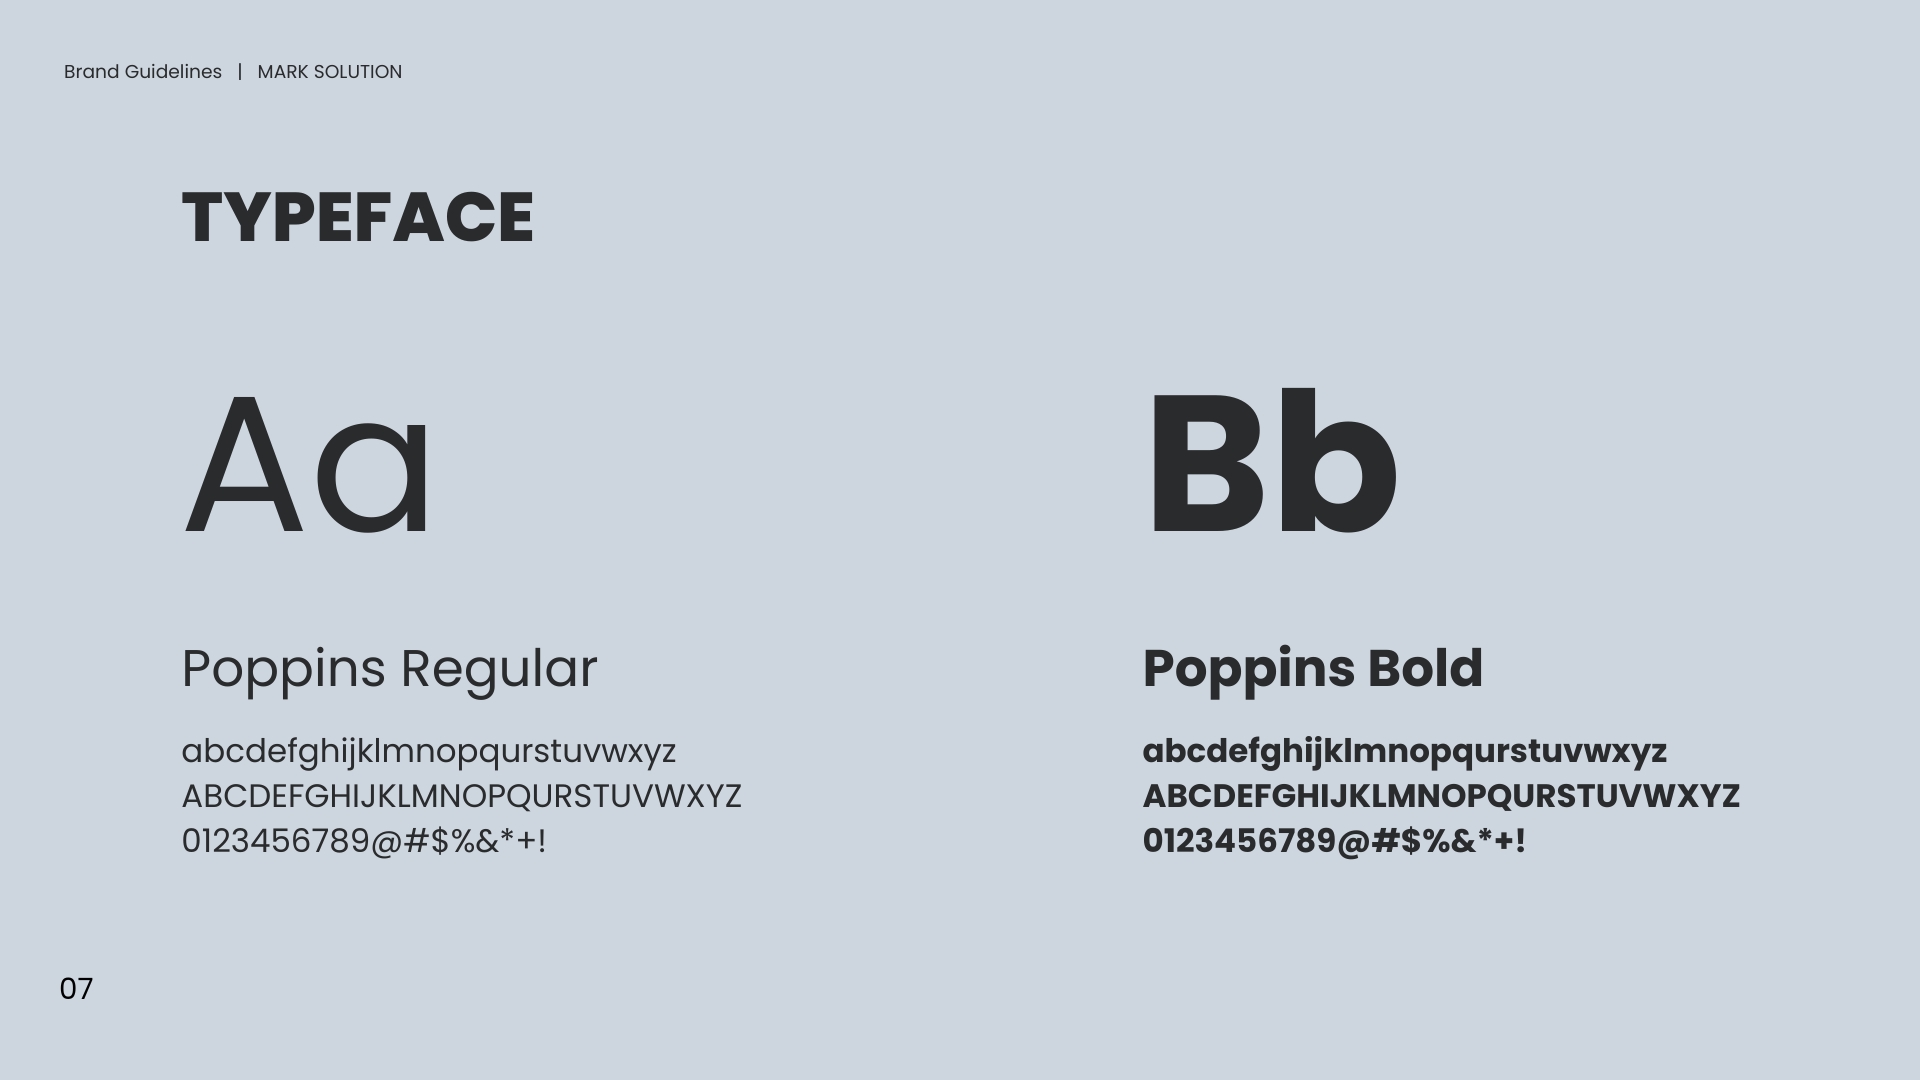 Brand Guidelines | MARK SOLUTION
TYPEFACE
Aa
Poppins Regular
abcdefghijklmnopqurstuvwxyz
ABCDEFGHIJKLMNOPQURSTUVWXYZ
0123456789@#$%&*+!
Bb
Poppins Bold
abcdefghijklmnopqurstuvwxyz
ABCDEFGHIJKLMNOPQURSTUVWXYZ
0123456789@#$%&*+!
07